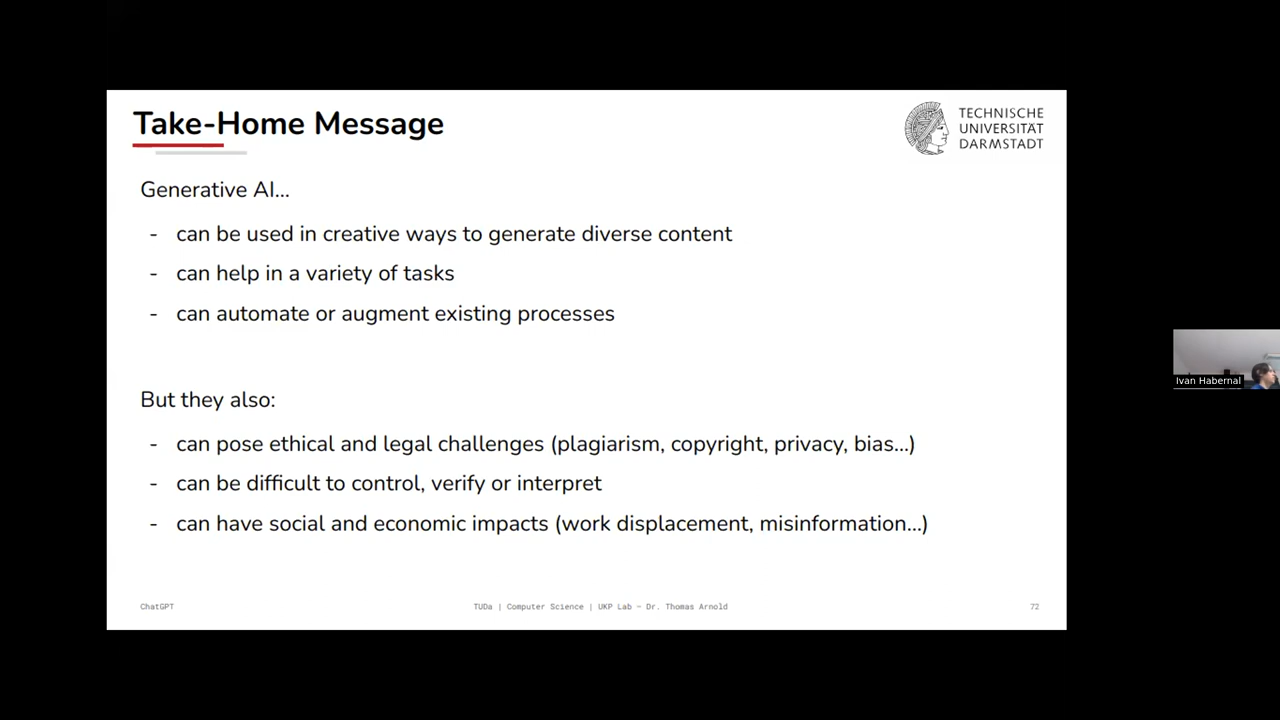 Take-Home Message
TECHNISCHE
UNIVERSITÄT
DARMSTADT
Generative AI...
- can be used in creative ways to generate diverse content
- can help in a variety of tasks
- can automate or augment existing processes
But they also:
- can pose ethical and legal challenges (plagiarism, copyright, privacy, bias...)
- can be difficult to control, verify or interpret
- can have social and economic impacts (work displacement, misinformation...)
Ivan Habernal
ChatGPT
TUDa | Computer Science | UKP Lab – Dr. Thomas Arnold
72